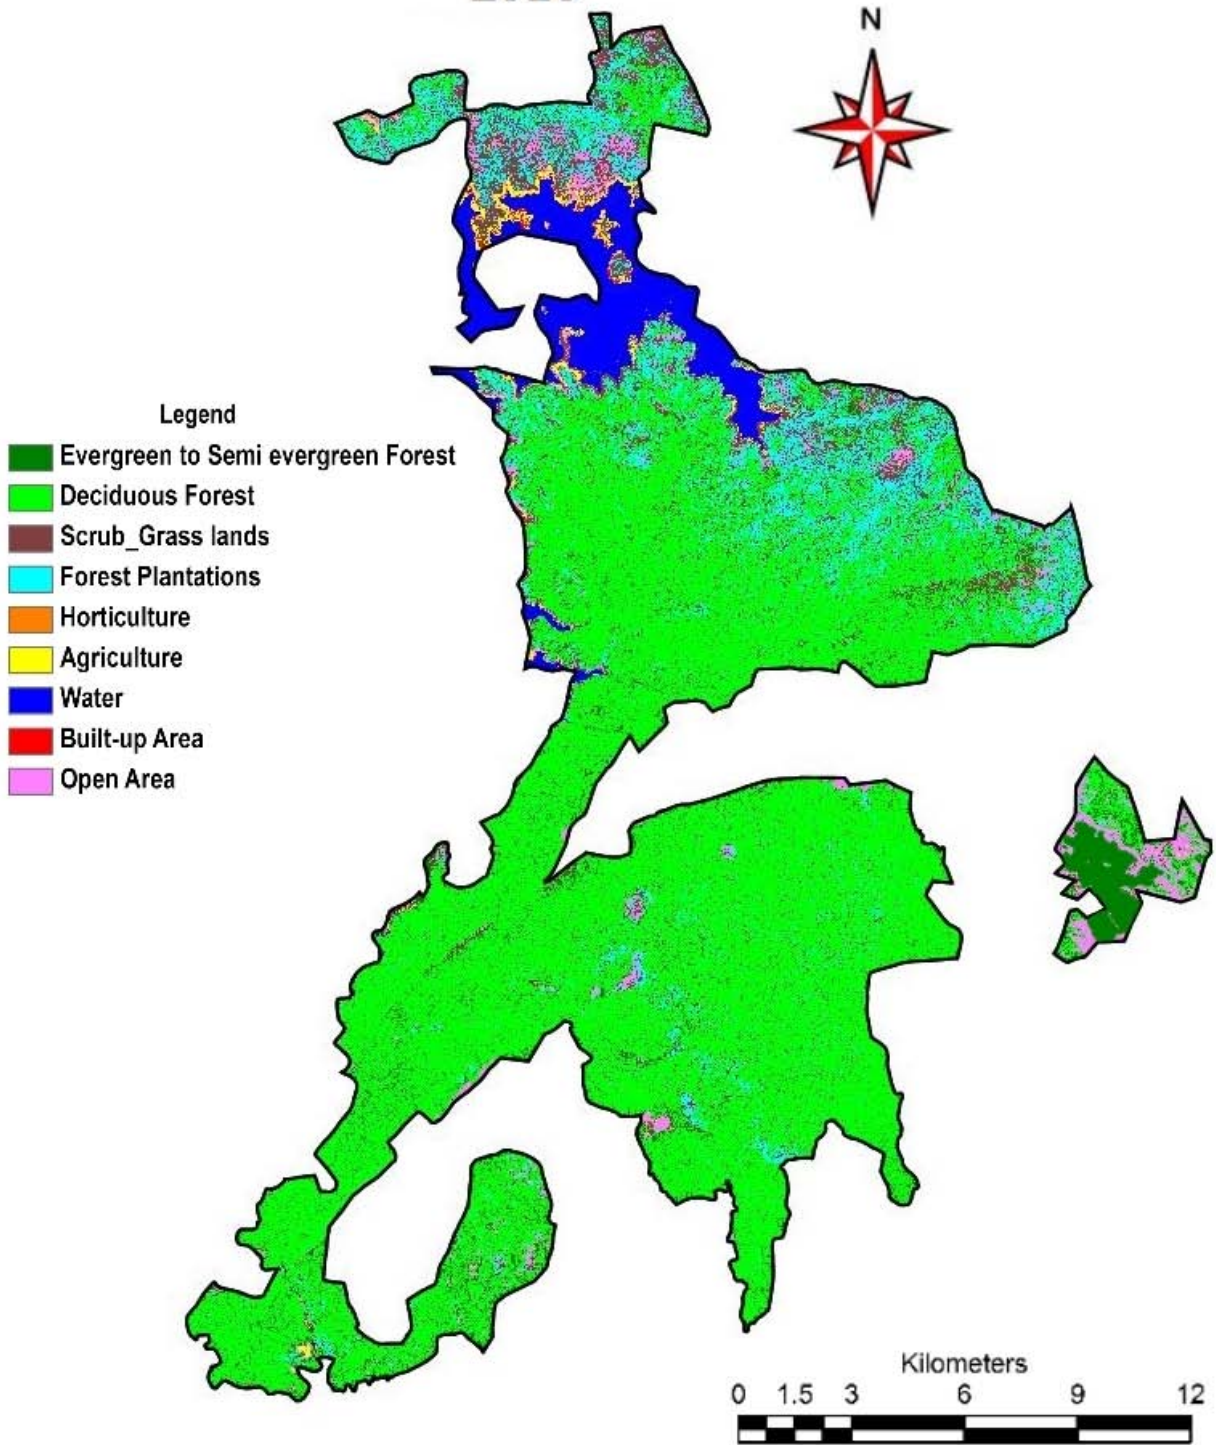 N
Legend
Evergreen to Semi evergreen Forest
Deciduous Forest
Scrub_Grass lands
Forest Plantations
Horticulture
Agriculture
Water
Built-up Area
Open Area
Kilometers
0 1.5 3 6 9 12